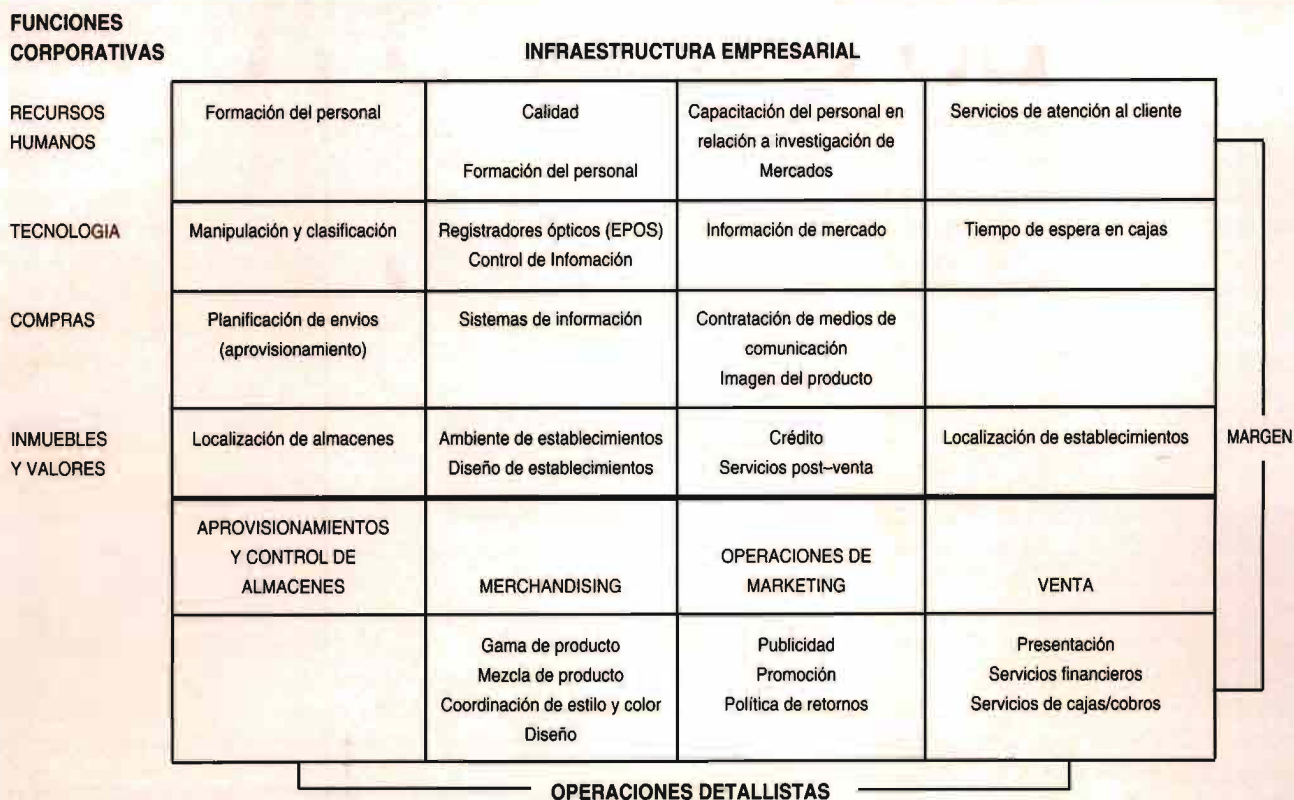 FUNCIONES
CORPORATIVAS
INFRAESTRUCTURA EMPRESARIAL
RECURSOS
HUMANOS
Formación del personal
Calidad
Formación del personal
Capacitación del personal en
relación a investigación de
Mercados
Servicios de atención al cliente
TECNOLOGIA
Manipulación y clasificación
Registradores ópticos (EPOS)
Control de Infomación
Información de mercado
Tiempo de espera en cajas
COMPRAS
Planificación de envios
(aprovisionamiento)
Sistemas de información
Contratación de medios de
comunicación
Imagen del producto
INMUEBLES
Y VALORES
Localización de almacenes
Ambiente de establecimientos
Diseño de establecimientos
Crédito
Servicios post–venta
Localización de establecimientos
MARGEN
APROVISIONAMIENTOS
Y CONTROL DE
ALMACENES
MERCHANDISING
OPERACIONES DE
MARKETING
VENTA
Gama de producto
Mezcla de producto
Coordinación de estilo y color
Diseño
Publicidad
Promoción
Política de retornos
Presentación
Servicios financieros
Servicios de cajas/cobros
OPERACIONES DETALLISTAS